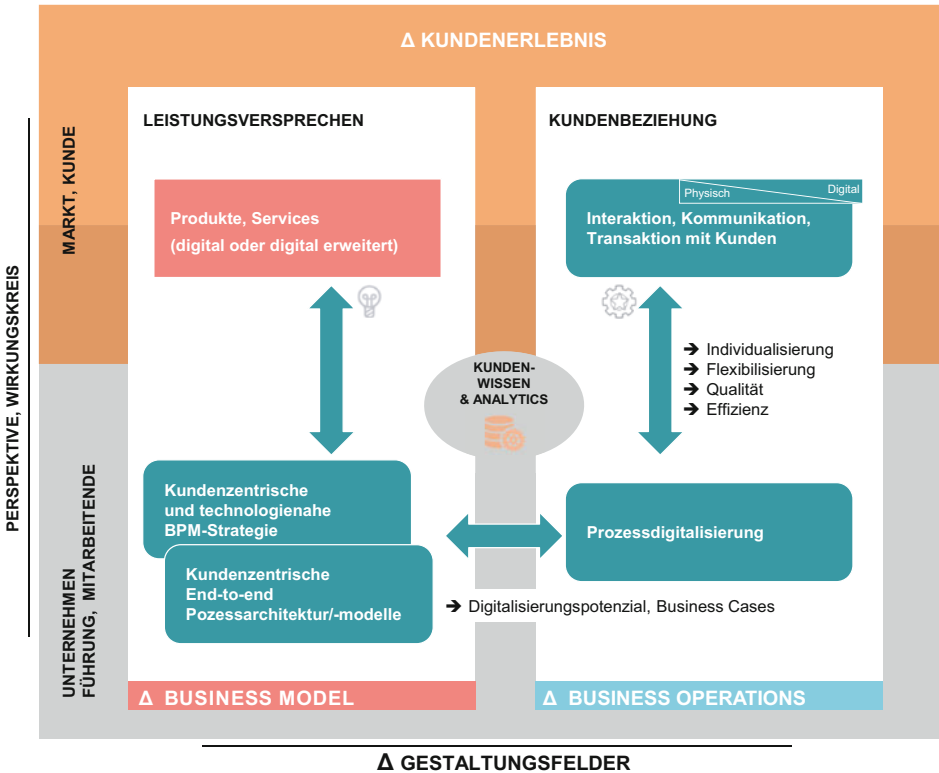 Δ KUNDENERLEBNIS
PERSPEKTIVE, WIRKUNGSKREIS
MARKT, KUNDE
UNTERNEHMEN
FÜHRUNG, MITARBEITENDE
LEISTUNGSVERSPRECHEN
Produkte, Services
(digital oder digital erweitert)
Kundenzentrische
und technologienahe
BPM-Strategie
Kundenzentrische
End-to-end
Pozessarchitektur/-modelle
Δ BUSINESS MODEL
KUNDEN-
WISSEN
& ANALYTICS
KUNDENBEZIEHUNG
Physisch
Digital
Interaktion, Kommunikation,
Transaktion mit Kunden
➔ Individualisierung
➔ Flexibilisierung
➔ Qualität
➔ Effizienz
Prozessdigitalisierung
➔ Digitalisierungspotenzial, Business Cases
Δ BUSINESS OPERATIONS
Δ GESTALTUNGSFELDER